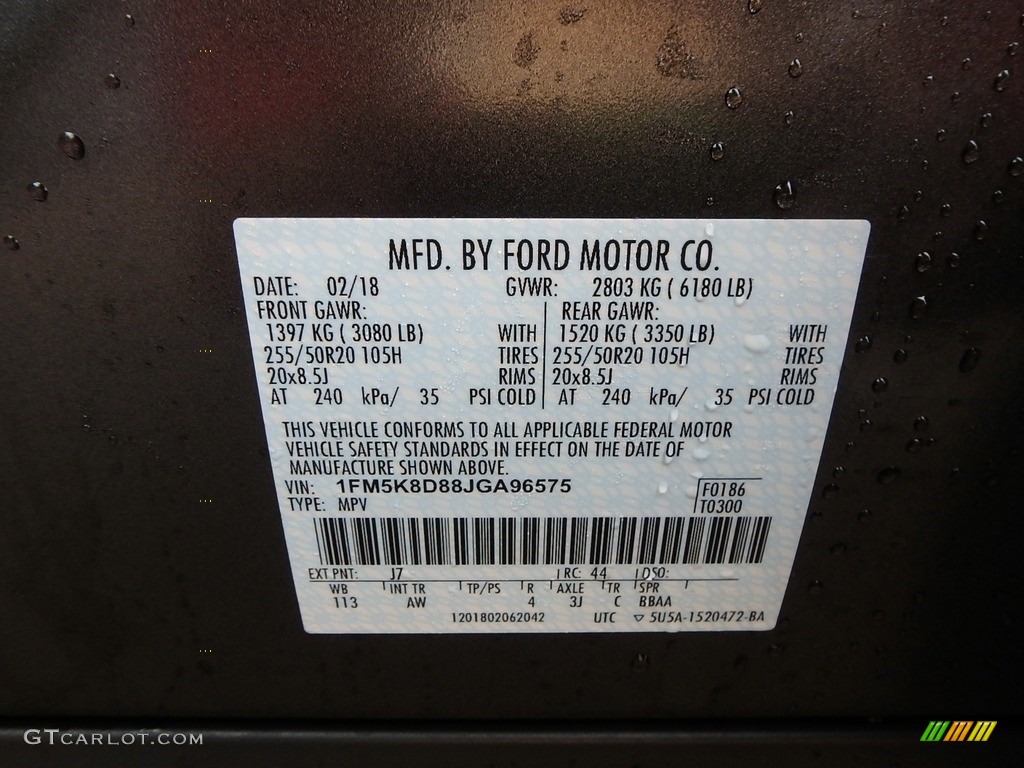 MFD. BY FORD MOTOR CO.
DATE: 02/18 GVWR: 2803 KG ( 6180 LB)
FRONT GAWR: REAR GAWR:
1397 KG ( 3080 LB) WITH 1520 KG ( 3350 LB) WITH
255/50R20 105H TIRES 255/50R20 105H TIRES
20x8.5J RIMS 20x8.5J RIMS
AT 240 kPa/ 35 PSI COLD AT 240 kPa/ 35 PSI COLD
THIS VEHICLE CONFORMS TO ALL APPLICABLE FEDERAL MOTOR
VEHICLE SAFETY STANDARDS IN EFFECT ON THE DATE OF
MANUFACTURE SHOWN ABOVE.
VIN: 1FM5K8D88JGA96575 F0186
TYPE: MPV T0300
EXT PNT: J7 RC: 44 DSO:
WB INT TR TP/PS R AXLE TR SPR
113 AW 4 3J C BBAA
1201802062042 UTC ▽ 5U5A-1520472-BA
GTCARLOT.COM